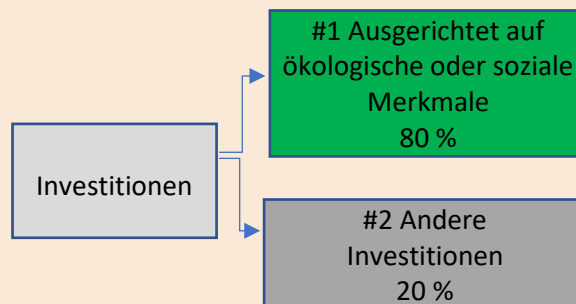 #1 Ausgerichtet auf
ökologische oder soziale
Merkmale
80 %
Investitionen
#2 Andere
Investitionen
20 %